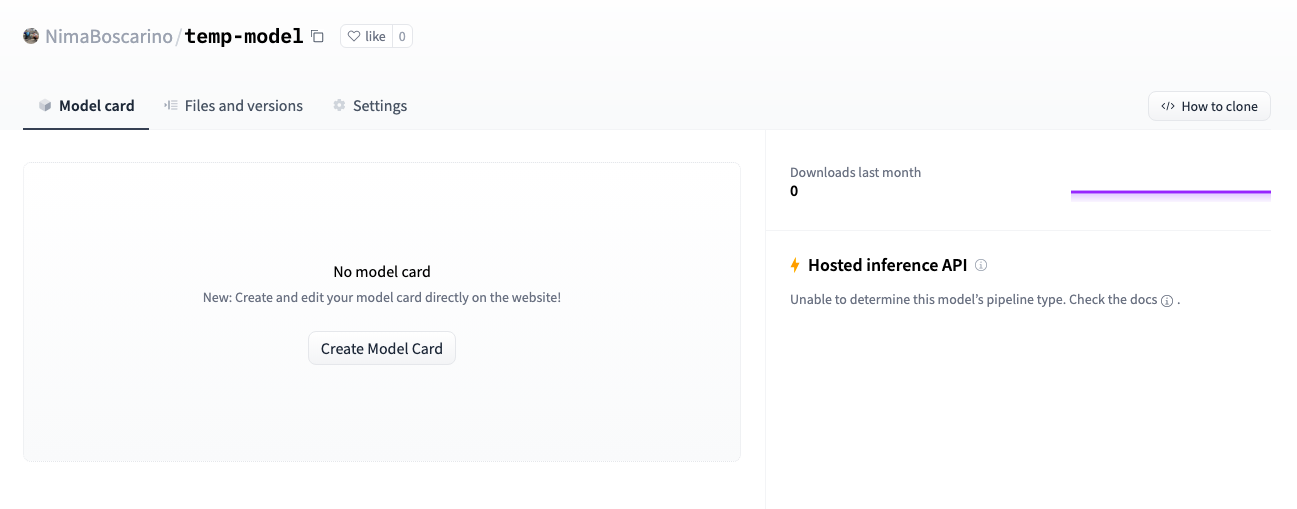 NimaBoscarino/temp-model like 0
Model card Files and versions Settings </> How to clone
No model card
New: Create and edit your model card directly on the website!
Create Model Card
Downloads last month
0
Hosted inference API
Unable to determine this model's pipeline type. Check the docs .